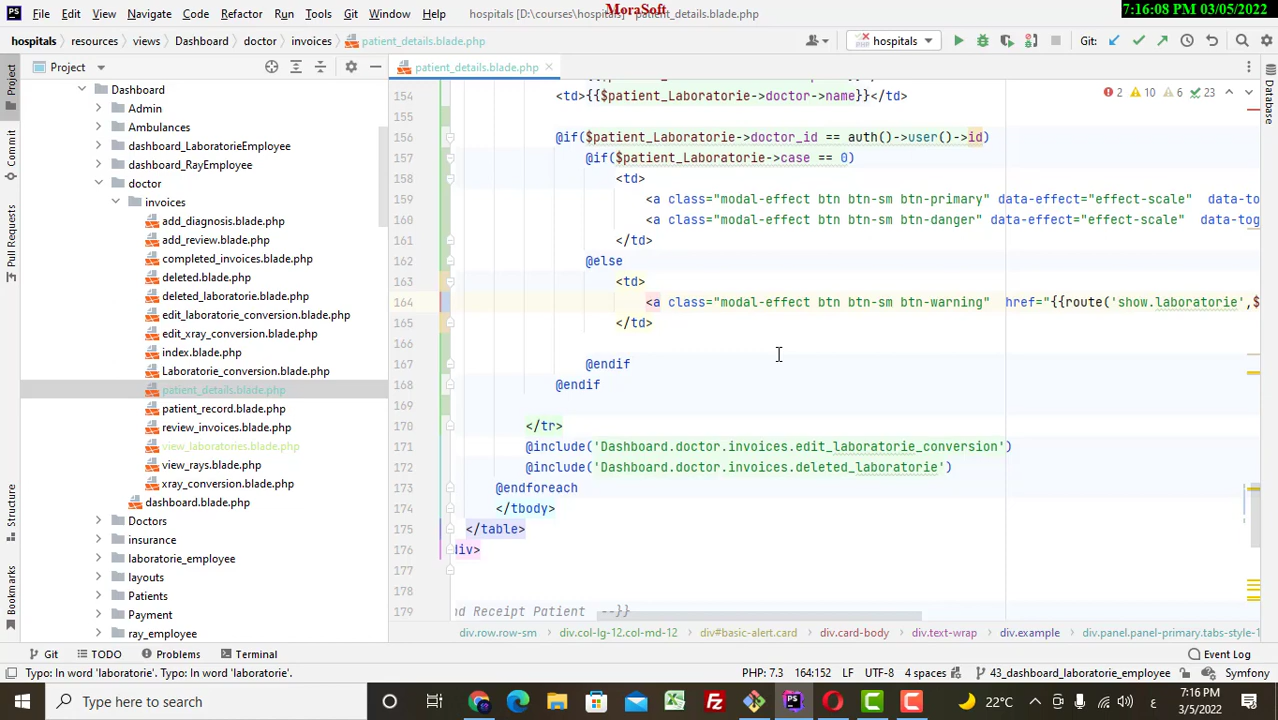 MoraSoft
7:16:08 PM 03/05/2022
File Edit View Navigate Code Refactor Run Tools Git Window Help hospitals [D:\courses\hospitals] - patient_details.blade.php
hospitals resources views Dashboard doctor invoices patient_details.blade.php hospitals Git:
Project patient_details.blade.php
Project
Commit
Pull Requests
Structure
Bookmarks
Database
2 10 6 23
Dashboard
Admin
Ambulances
dashboard_LaboratorieEmployee
dashboard_RayEmployee
doctor
invoices
add_diagnosis.blade.php
add_review.blade.php
completed_invoices.blade.php
deleted.blade.php
deleted_laboratorie.blade.php
edit_laboratorie_conversion.blade.php
edit_xray_conversion.blade.php
index.blade.php
Laboratorie_conversion.blade.php
patient_details.blade.php
patient_record.blade.php
review_invoices.blade.php
view_laboratories.blade.php
view_rays.blade.php
xray_conversion.blade.php
dashboard.blade.php
Doctors
insurance
laboratorie_employee
layouts
Patients
Payment
ray_employee
154 <td>{{$patient_Laboratorie->doctor->name}}</td>
155
156 @if($patient_Laboratorie->doctor_id == auth()->user()->id)
157 @if($patient_Laboratorie->case == 0)
158 <td>
159 <a class="modal-effect btn btn-sm btn-primary" data-effect="effect-scale" data-to
160 <a class="modal-effect btn btn-sm btn-danger" data-effect="effect-scale" data-tog
161 </td>
162 @else
163 <td>
164 <a class="modal-effect btn btn-sm btn-warning" href="{{route('show.laboratorie',$
165 </td>
166
167 @endif
168 @endif
169
170 </tr>
171 @include('Dashboard.doctor.invoices.edit_laboratorie_conversion')
172 @include('Dashboard.doctor.invoices.deleted_laboratorie')
173 @endforeach
174 </tbody>
175 </table>
176 div>
177
178
179 nd Receipt Patient --}}
div.row.row-sm div.col-lg-12.col-md-12 div#basic-alert.card div.card-body div.text-wrap div.example div.panel.panel-primary.tabs-style-1
Git TODO Problems Terminal Event Log
Typo: In word 'laboratorie'. Typo: In word 'laboratorie'. PHP: 7.3 164:152 LF UTF-8 4 spaces 43_dashboard_laboratorie_employee Symfony
Type here to search 22°C ع 7:16 PM 3/5/2022